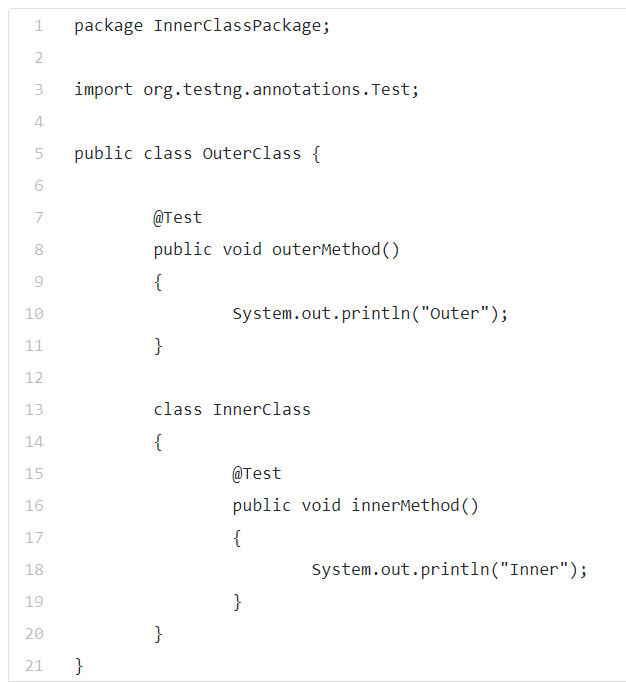 1 package InnerClassPackage;
2
3 import org.testng.annotations.Test;
4
5 public class OuterClass {
6
7 @Test
8 public void outerMethod()
9 {
10 System.out.println("Outer");
11 }
12
13 class InnerClass
14 {
15 @Test
16 public void innerMethod()
17 {
18 System.out.println("Inner");
19 }
20 }
21 }